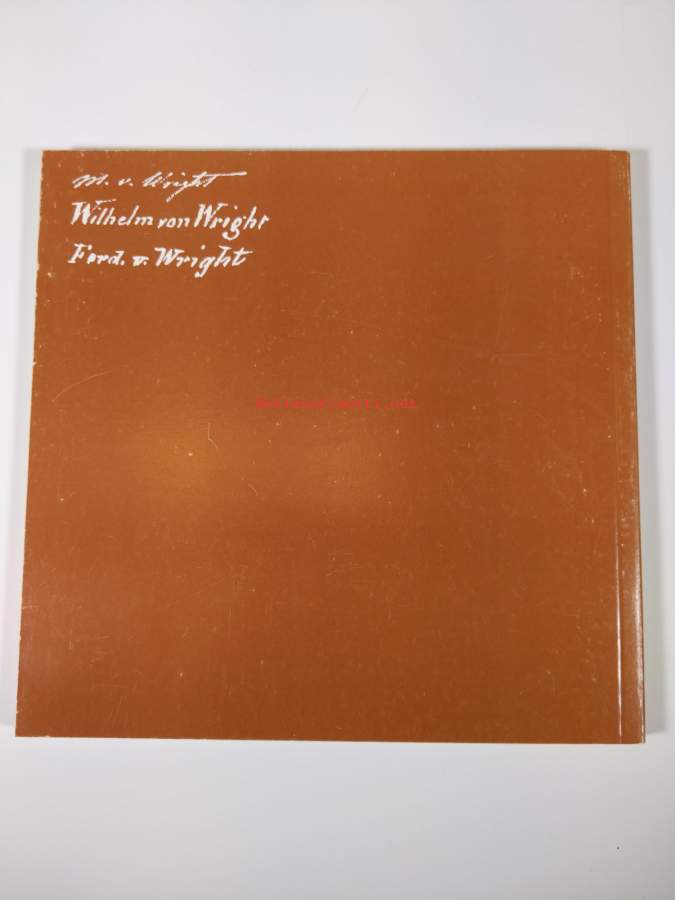 M. v. Wright
Wilhelm von Wright
Ferd. v. Wright